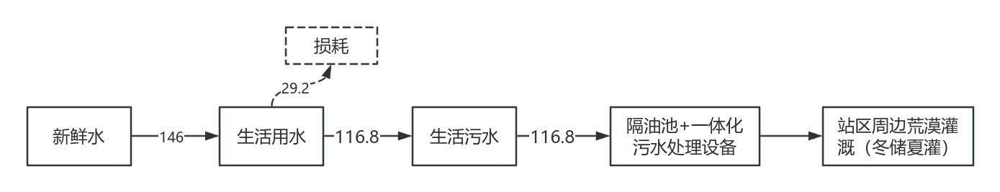 损耗
29.2
新鲜水
146
生活用水
116.8
生活污水
116.8
隔油池+一体化
污水处理设备
站区周边荒漠灌
溉（冬储夏灌）